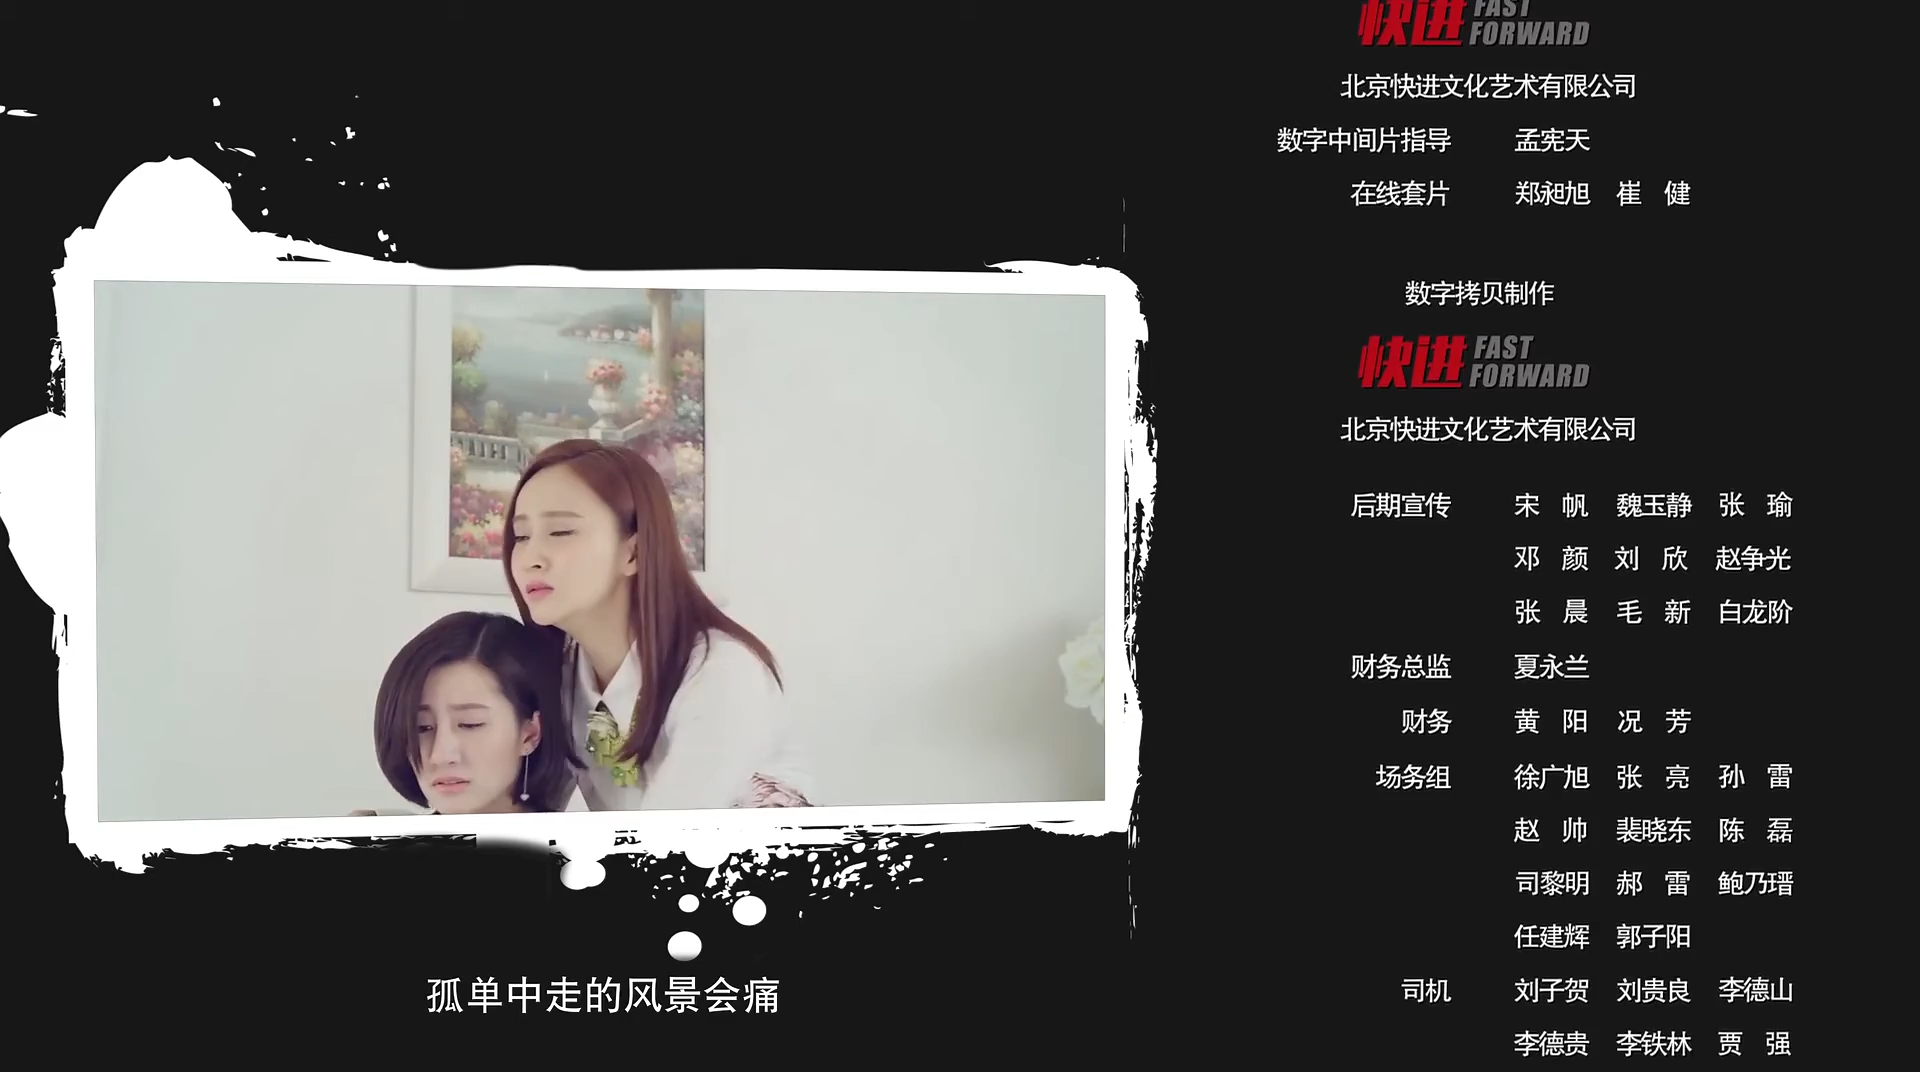 快进 FAST FORWARD
北京快进文化艺术有限公司
数字中间片指导 孟宪天
在线套片 郑昶旭 崔 健
数字拷贝制作
快进 FAST FORWARD
北京快进文化艺术有限公司
后期宣传 宋 帆 魏玉静 张 瑜
邓 颜 刘 欣 赵争光
张 晨 毛 新 白龙阶
财务总监 夏永兰
财务 黄 阳 况 芳
场务组 徐广旭 张 亮 孙 雷
赵 帅 裴晓东 陈 磊
司黎明 郝 雷 鲍乃瑨
任建辉 郭子阳
司机 刘子贺 刘贵良 李德山
李德贵 李铁林 贾 强
孤单中走的风景会痛